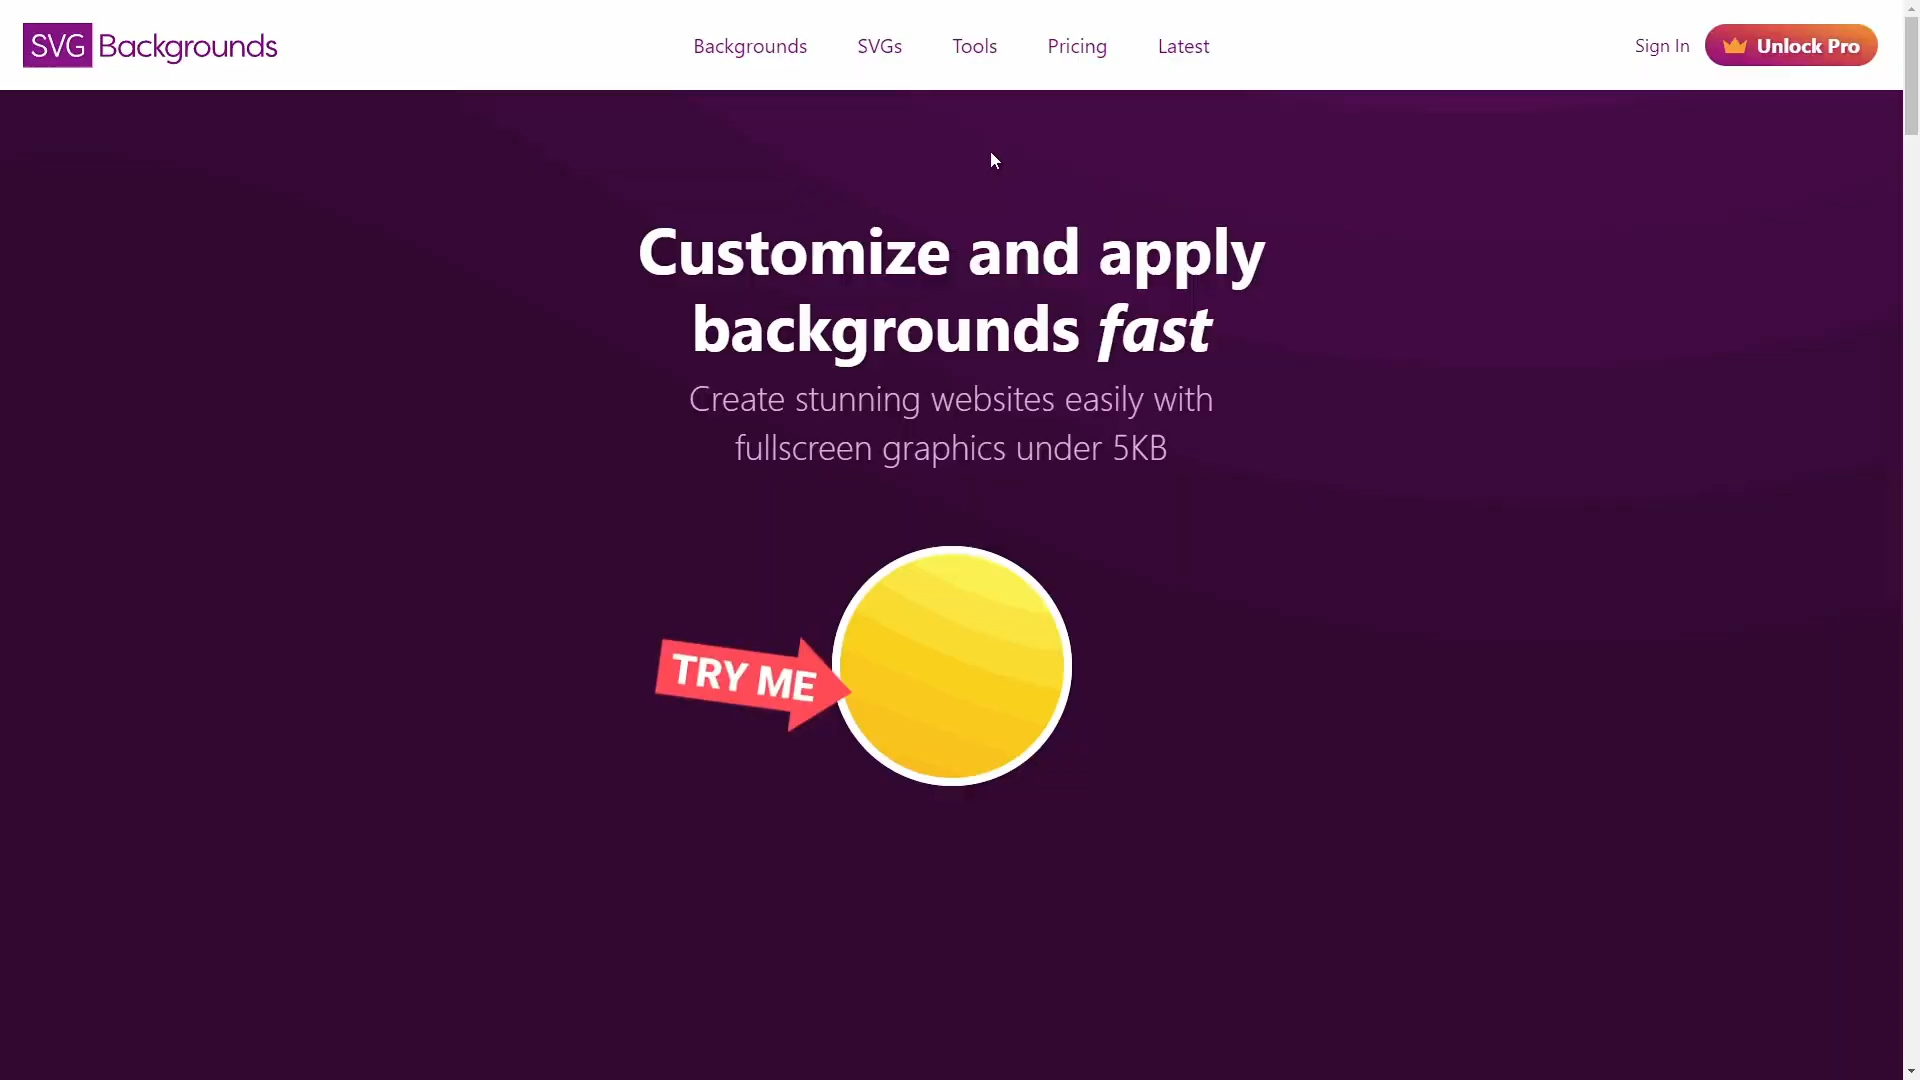 SVG Backgrounds
Backgrounds
SVGs
Tools
Pricing
Latest
Sign In
Unlock Pro
Customize and apply
backgrounds fast
Create stunning websites easily with
fullscreen graphics under 5KB
TRY ME